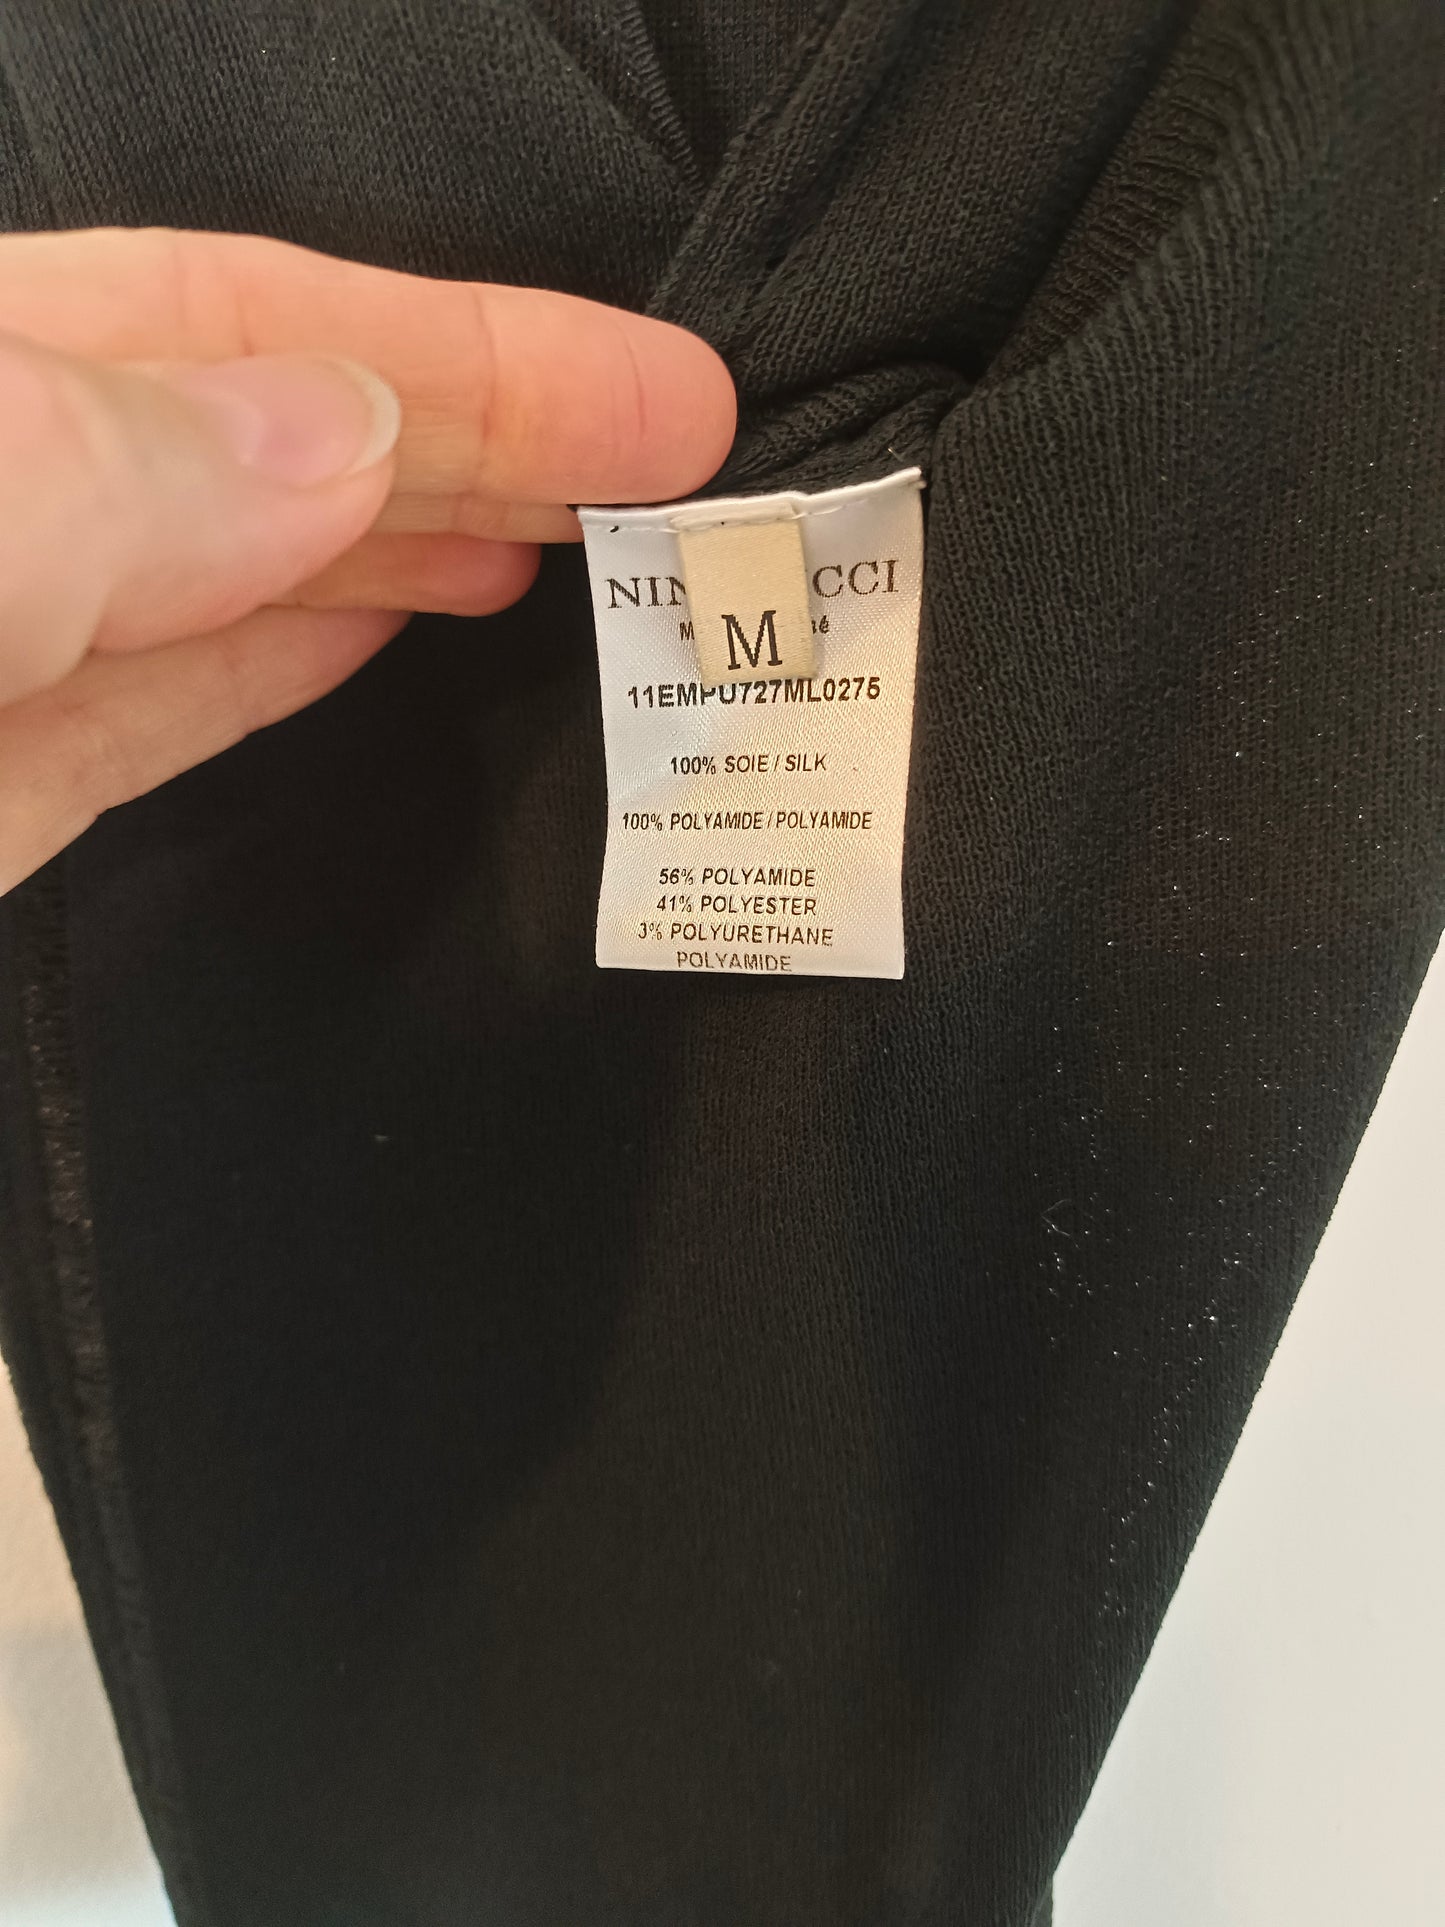 M
11EMPU727ML0275
100% SOIE / SILK
100% POLYAMIDE / POLYAMIDE
56% POLYAMIDE
41% POLYESTER
3% POLYURETHANE
POLYAMIDE